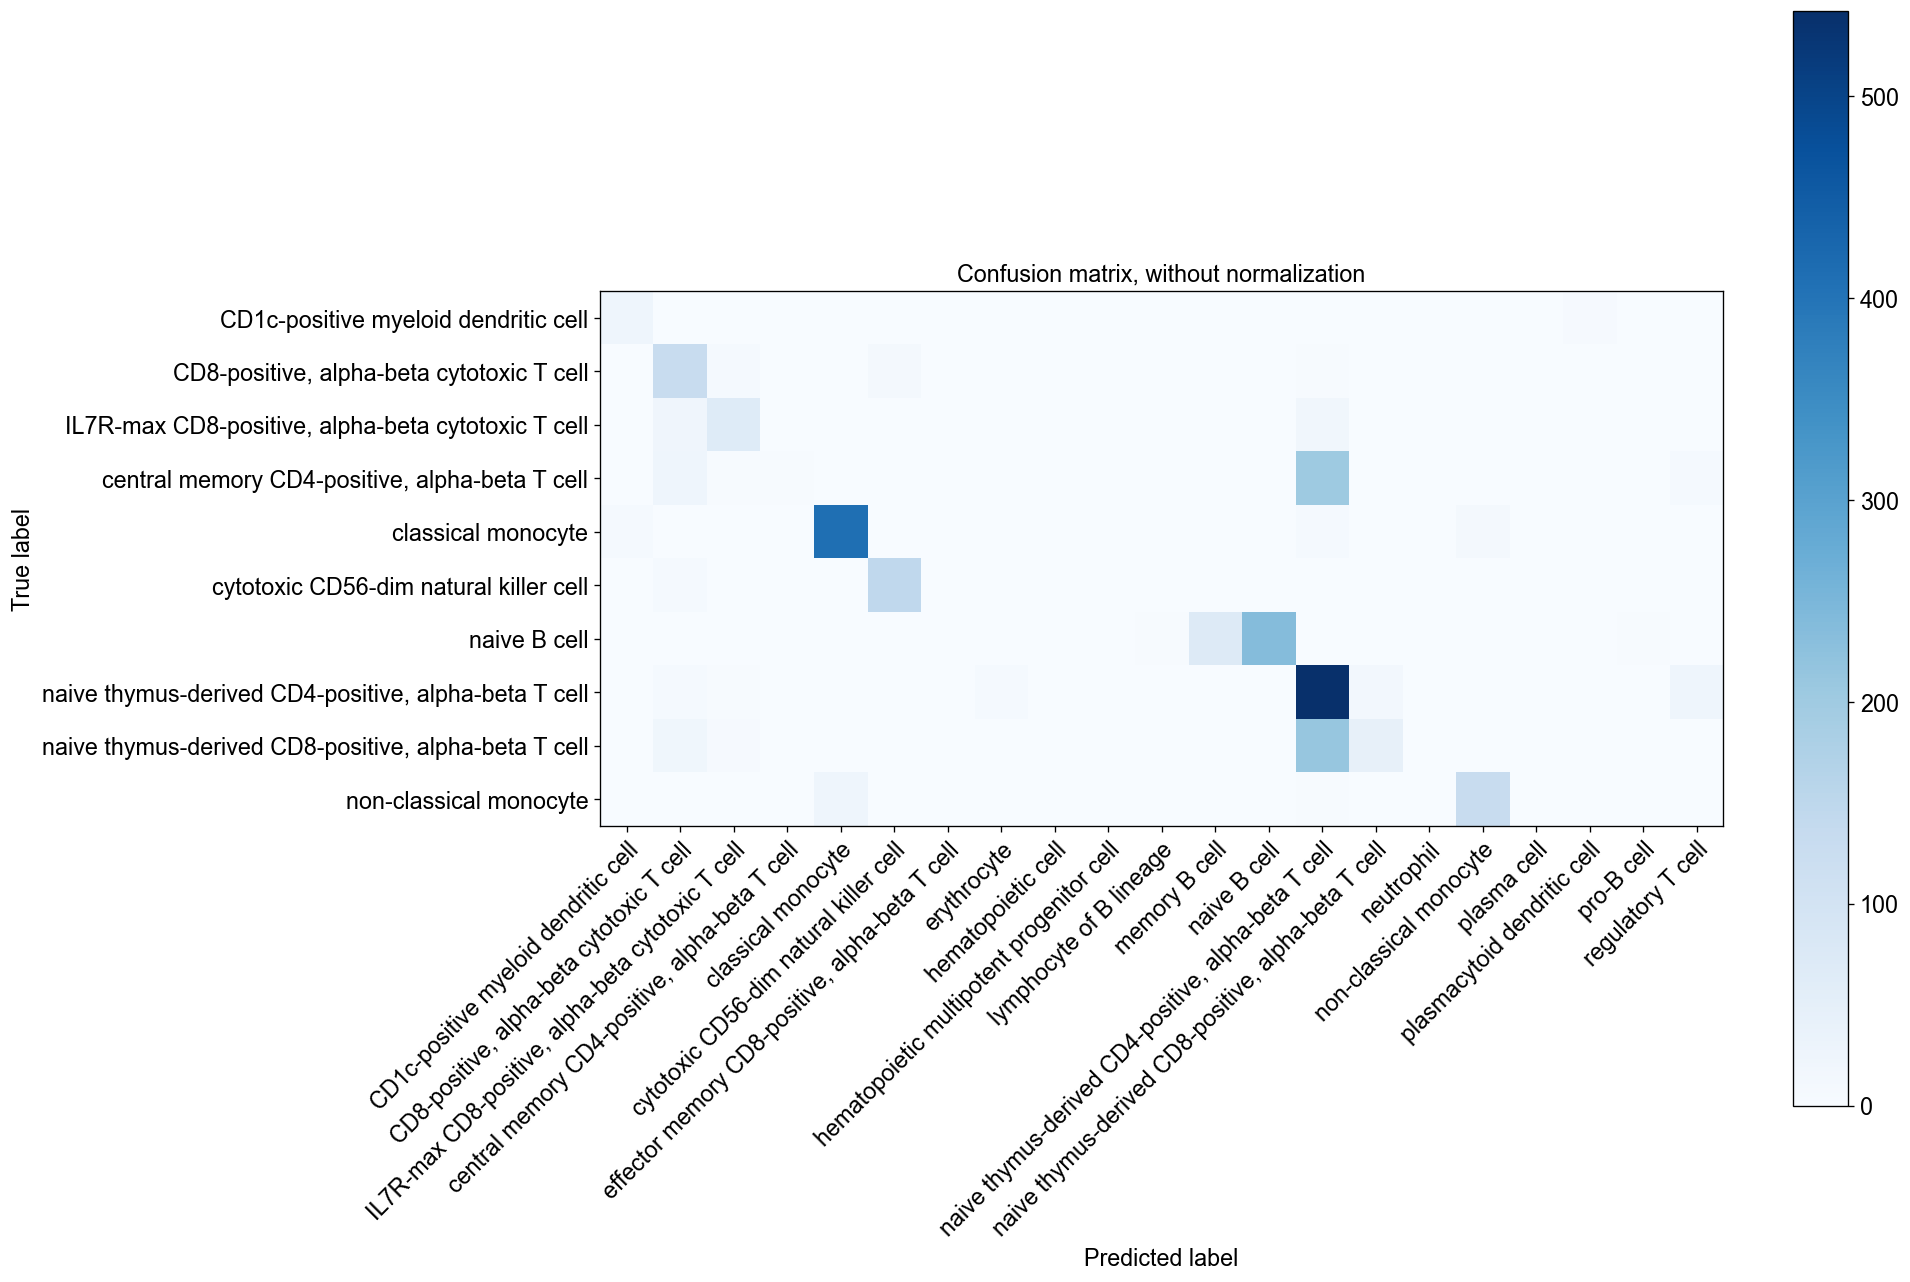 Confusion matrix, without normalization
True label
CD1c-positive myeloid dendritic cell
CD8-positive, alpha-beta cytotoxic T cell
IL7R-max CD8-positive, alpha-beta cytotoxic T cell
central memory CD4-positive, alpha-beta T cell
classical monocyte
cytotoxic CD56-dim natural killer cell
naive B cell
naive thymus-derived CD4-positive, alpha-beta T cell
naive thymus-derived CD8-positive, alpha-beta T cell
non-classical monocyte
CD1c-positive myeloid dendritic cell
CD8-positive, alpha-beta cytotoxic T cell
IL7R-max CD8-positive, alpha-beta cytotoxic T cell
central memory CD4-positive, alpha-beta T cell
classical monocyte
cytotoxic CD56-dim natural killer cell
effector memory CD8-positive, alpha-beta T cell
erythrocyte
hematopoietic cell
hematopoietic multipotent progenitor cell
lymphocyte of B lineage
memory B cell
naive B cell
naive thymus-derived CD4-positive, alpha-beta T cell
naive thymus-derived CD8-positive, alpha-beta T cell
neutrophil
non-classical monocyte
plasma cell
plasmacytoid dendritic cell
pro-B cell
regulatory T cell
Predicted label
500
400
300
200
100
0